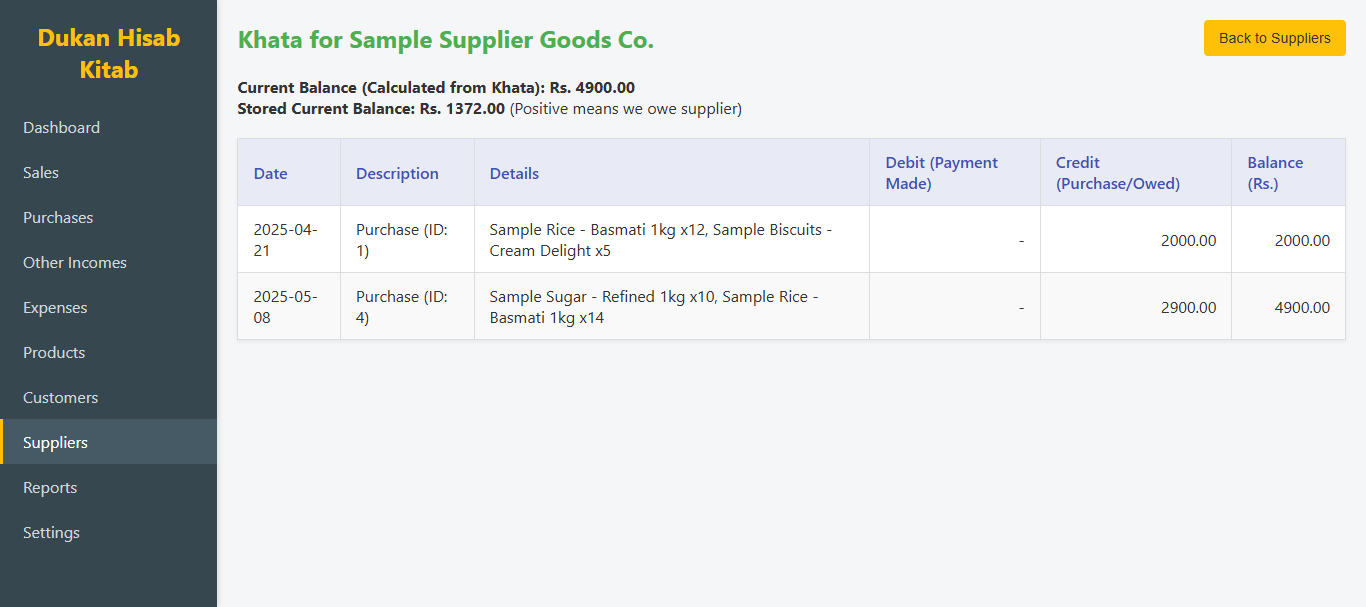 Dukan Hisab
Kitab
Dashboard
Sales
Purchases
Other Incomes
Expenses
Products
Customers
Suppliers
Reports
Settings
Khata for Sample Supplier Goods Co.
Back to Suppliers
Current Balance (Calculated from Khata): Rs. 4900.00
Stored Current Balance: Rs. 1372.00 (Positive means we owe supplier)
Date
Description
Details
Debit (Payment
Made)
Credit
(Purchase/Owed)
Balance
(Rs.)
2025-04-
21
Purchase (ID:
1)
Sample Rice - Basmati 1kg x12, Sample Biscuits -
Cream Delight x5
-
2000.00
2000.00
2025-05-
08
Purchase (ID:
4)
Sample Sugar - Refined 1kg x10, Sample Rice -
Basmati 1kg x14
-
2900.00
4900.00